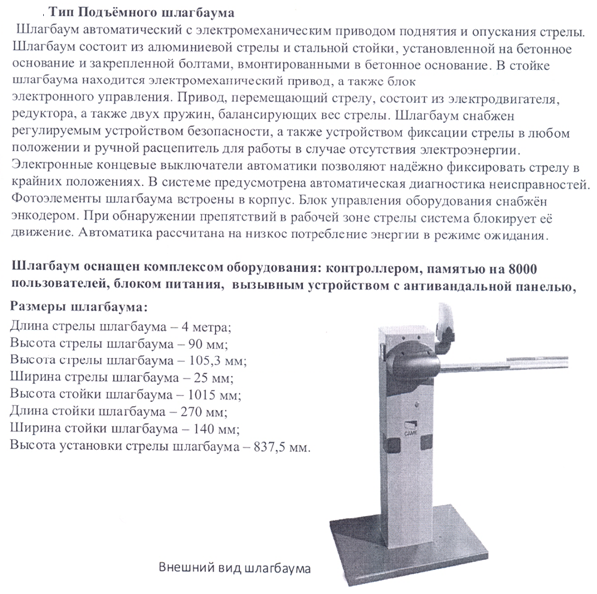 . Тип Подъёмного шлагбаума
Шлагбаум автоматический с электромеханическим приводом поднятия и опускания стрелы.
Шлагбаум состоит из алюминиевой стрелы и стальной стойки, установленной на бетонное
основание и закрепленной болтами, вмонтированными в бетонное основание. В стойке
шлагбаума находится электромеханический привод, а также блок
электронного управления. Привод, перемещающий стрелу, состоит из электродвигателя,
редуктора, а также двух пружин, балансирующих вес стрелы. Шлагбаум снабжен
регулируемым устройством безопасности, а также устройством фиксации стрелы в любом
положении и ручной расцепитель для работы в случае отсутствия электроэнергии.
Электронные концевые выключатели автоматики позволяют надёжно фиксировать стрелу в
крайних положениях. В системе предусмотрена автоматическая диагностика неисправностей.
Фотоэлементы шлагбаума встроены в корпус. Блок управления оборудования снабжён
энкодером. При обнаружении препятствий в рабочей зоне стрелы система блокирует её
движение. Автоматика рассчитана на низкое потребление энергии в режиме ожидания.
Шлагбаум оснащен комплексом оборудования: контроллером, памятью на 8000
пользователей, блоком питания, вызывным устройством с антивандальной панелью,
Размеры шлагбаума:
Длина стрелы шлагбаума – 4 метра;
Высота стрелы шлагбаума – 90 мм;
Высота стрелы шлагбаума – 105,3 мм;
Ширина стрелы шлагбаума – 25 мм;
Высота стойки шлагбаума – 1015 мм;
Длина стойки шлагбаума – 270 мм;
Ширина стойки шлагбаума – 140 мм;
Высота установки стрелы шлагбаума – 837,5 мм.
CAME
Внешний вид шлагбаума